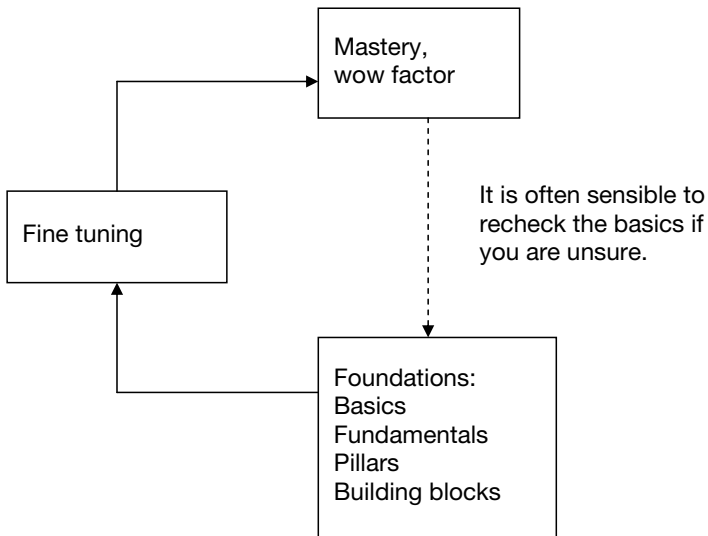 Mastery,
wow factor
Fine tuning
It is often sensible to
recheck the basics if
you are unsure.
Foundations:
Basics
Fundamentals
Pillars
Building blocks